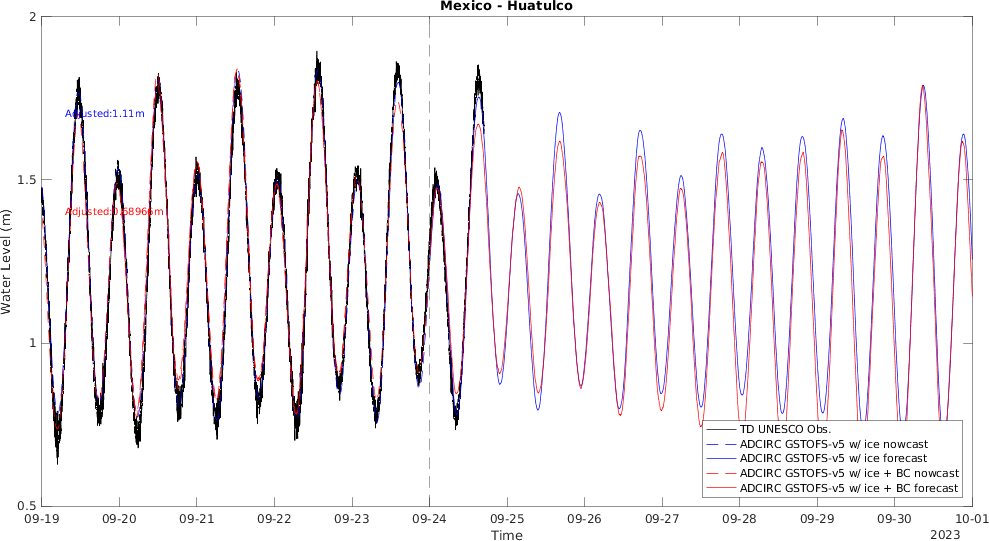 Mexico - Huatulco
2
1.5
1
0.5
Water Level (m)
Adjusted:1.11m
Adjusted:0.68966m
TD UNESCO Obs.
ADCIRC GSTOFS-v5 w/ ice nowcast
ADCIRC GSTOFS-v5 w/ ice forecast
ADCIRC GSTOFS-v5 w/ ice + BC nowcast
ADCIRC GSTOFS-v5 w/ ice + BC forecast
09-19 09-20 09-21 09-22 09-23 09-24 09-25 09-26 09-27 09-28 09-29 09-30 10-01
Time
2023